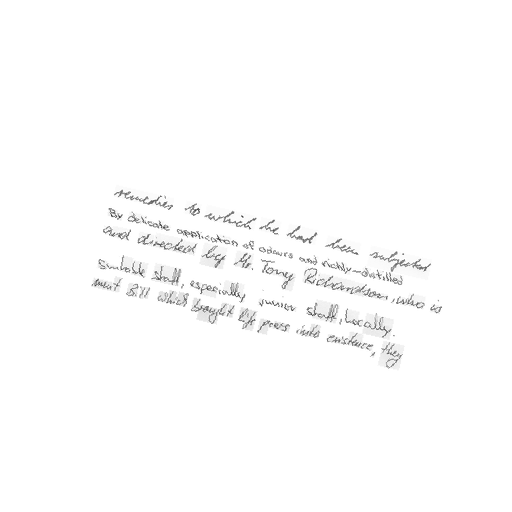 remedies to which he had been subjected
By delicate application of odours and richly-distilled
and directed by Mr. Tony Richardson, who is
Suitable staff, especially junior staff, locally.
ment Bill which brought life peers into existence, they